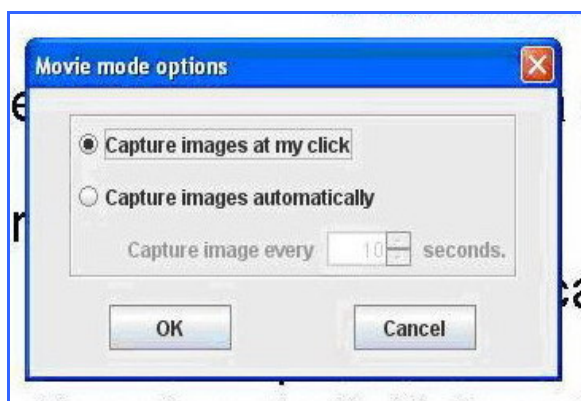 Movie mode options
Capture images at my click
Capture images automatically
Capture image every 10 seconds.
OK
Cancel